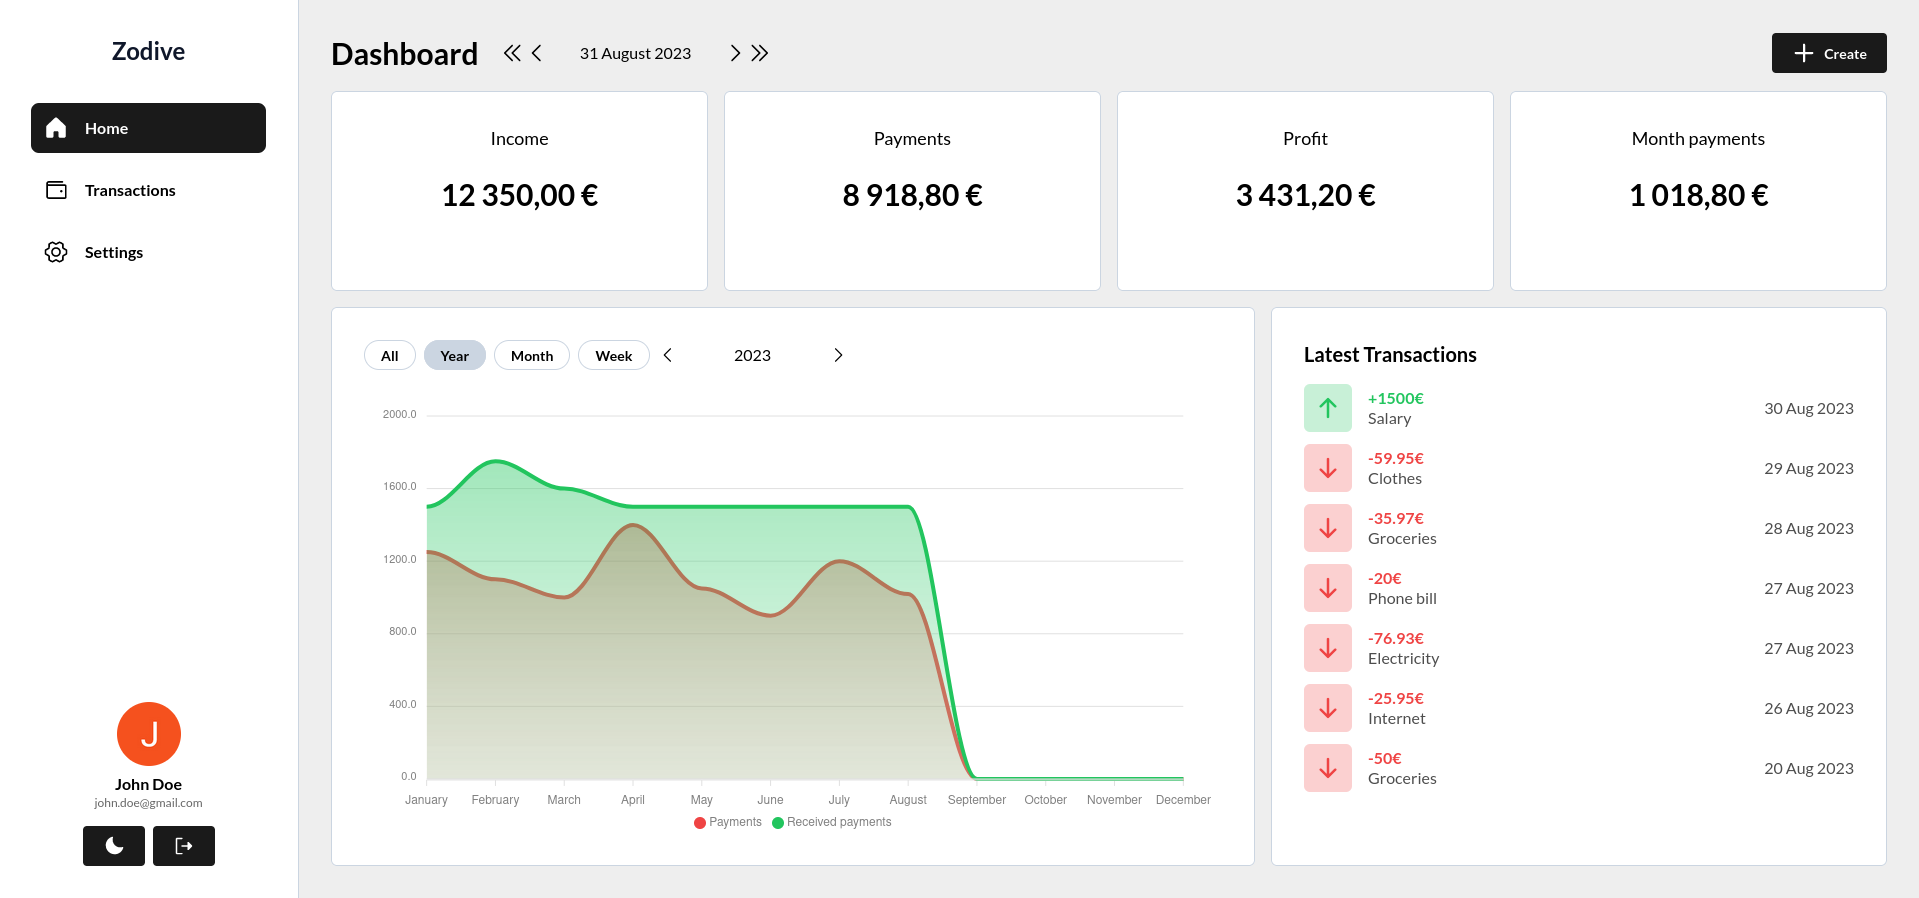 Zodive
Home
Transactions
Settings
John Doe
john.doe@gmail.com
Dashboard
31 August 2023
Create
Income
12 350,00 €
Payments
8 918,80 €
Profit
3 431,20 €
Month payments
1 018,80 €
All Year Month Week 2023
2000.0
1600.0
1200.0
800.0
400.0
0.0
January February March April May June July August September October November December
Payments Received payments
Latest Transactions
+1500€
Salary
30 Aug 2023
-59.95€
Clothes
29 Aug 2023
-35.97€
Groceries
28 Aug 2023
-20€
Phone bill
27 Aug 2023
-76.93€
Electricity
27 Aug 2023
-25.95€
Internet
26 Aug 2023
-50€
Groceries
20 Aug 2023
J